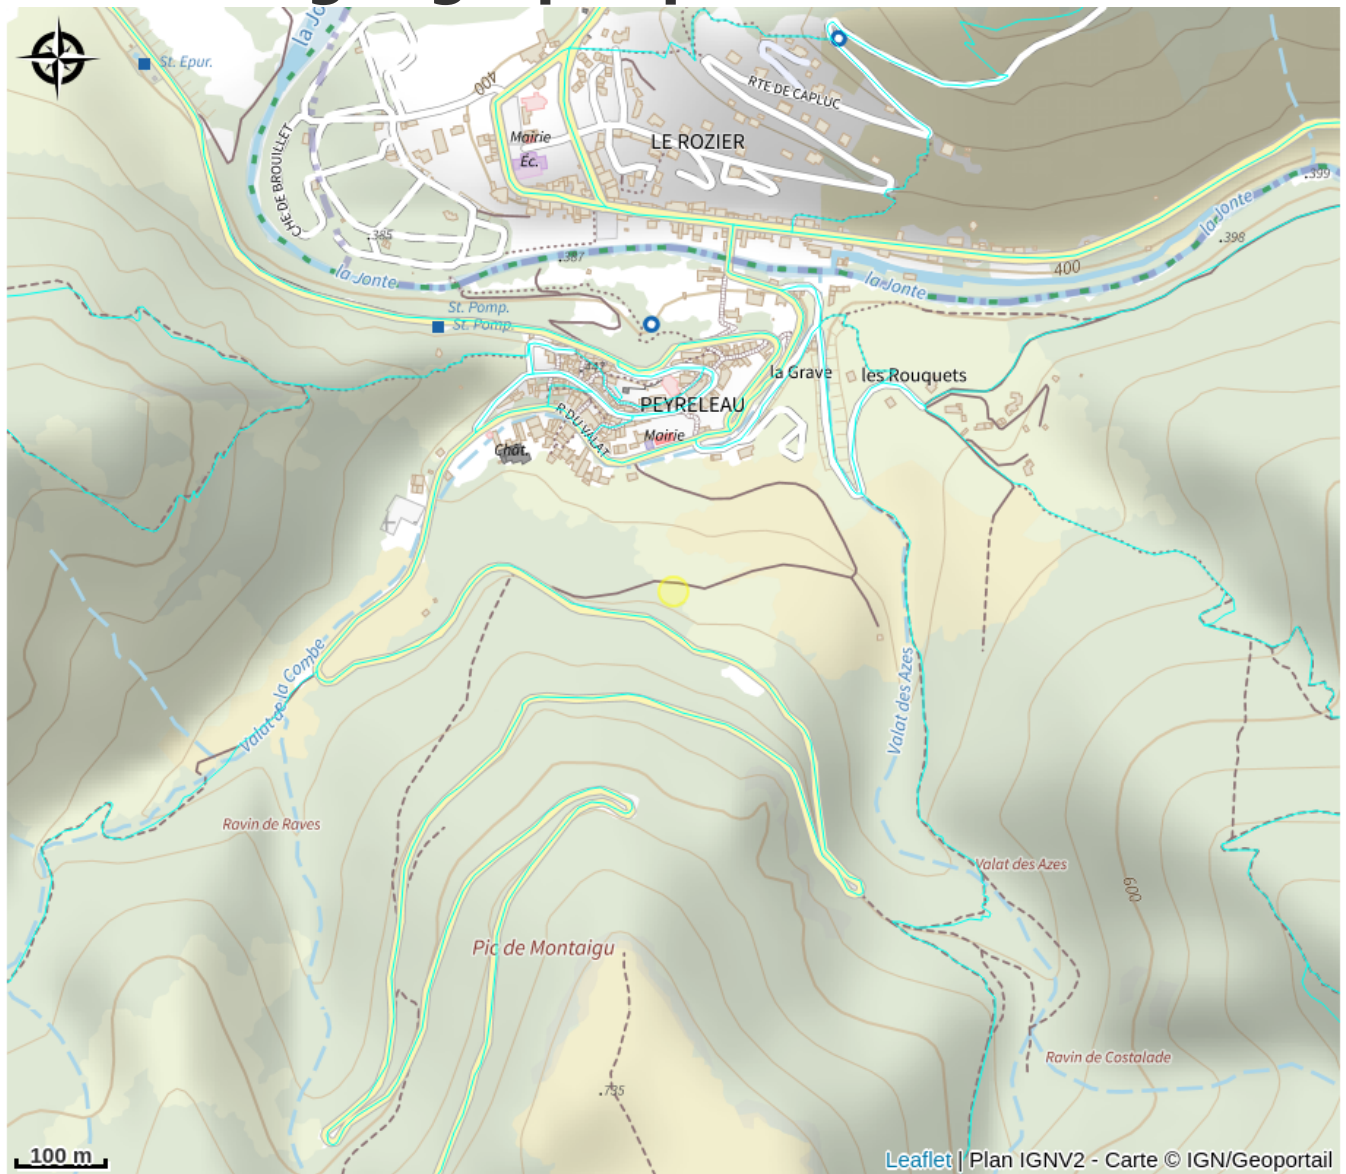 la Jo
St. Epur.
400
RTE DE CAPLUC
Mairie
Éc.
LE ROZIER
CHE DE BROUILLET
.399
la Jonte
.385
.398
.387
400
la Jonte
la Jonte
St. Pomp.
St. Pomp.
.443
la Grave
les Rouquets
PEYRELEAU
R DU VALAT
Mairie
Chât.
Valat de la Combe
Valat des Azes
Ravin de Raves
Valat des Azes
600
Pic de Montaigu
Ravin de Costalade
.735
100 m
Leaflet | Plan IGNV2 - Carte © IGN/Geoportail